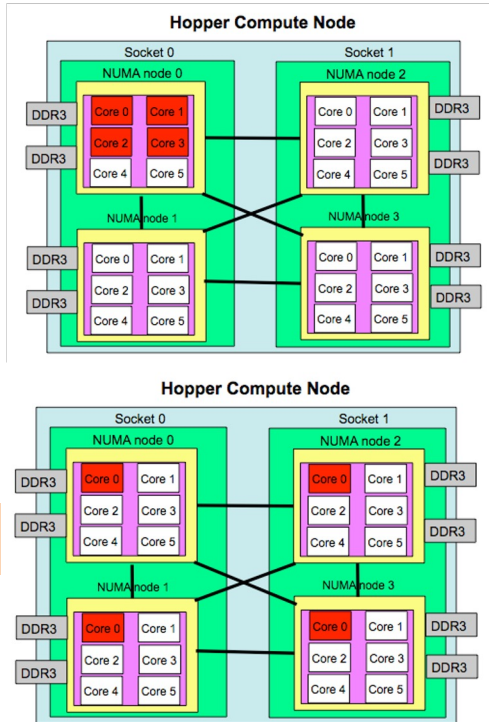 Hopper Compute Node
Socket 0 Socket 1
NUMA node 0 NUMA node 2
DDR3 Core 0 Core 1 Core 0 Core 1 DDR3
DDR3 Core 2 Core 3 Core 2 Core 3 DDR3
Core 4 Core 5 Core 4 Core 5
NUMA node 1 NUMA node 3
DDR3 Core 0 Core 1 Core 0 Core 1 DDR3
DDR3 Core 2 Core 3 Core 2 Core 3 DDR3
Core 4 Core 5 Core 4 Core 5
Hopper Compute Node
Socket 0 Socket 1
NUMA node 0 NUMA node 2
DDR3 Core 0 Core 1 Core 0 Core 1 DDR3
DDR3 Core 2 Core 3 Core 2 Core 3 DDR3
Core 4 Core 5 Core 4 Core 5
NUMA node 1 NUMA node 3
DDR3 Core 0 Core 1 Core 0 Core 1 DDR3
DDR3 Core 2 Core 3 Core 2 Core 3 DDR3
Core 4 Core 5 Core 4 Core 5